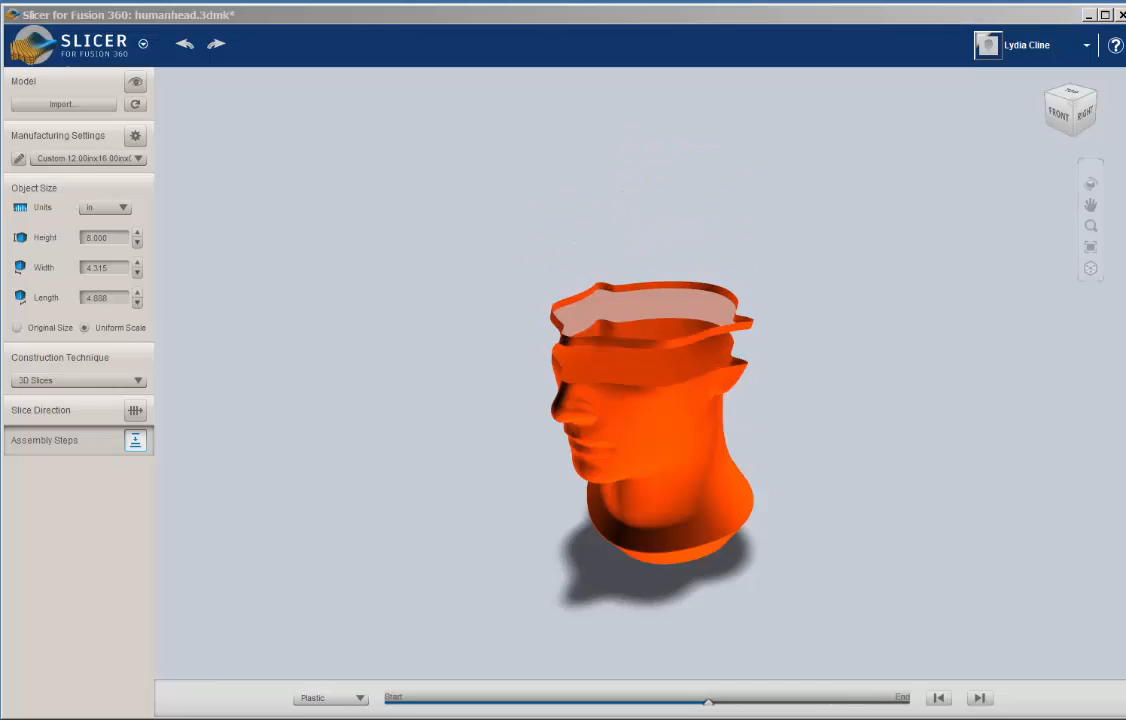 Slicer for Fusion 360: humanhead.3dmk*
SLICER
FOR FUSION 360
Lydia Cline
?
Model
Import...
TOP
FRONT
RIGHT
Manufacturing Settings
Custom 12.00inx16.00inx(
Object Size
Units
in
Height
8.000
Width
4.315
Length
4.888
Original Size
Uniform Scale
Construction Technique
3D Slices
Slice Direction
Assembly Steps
Plastic
Start
End